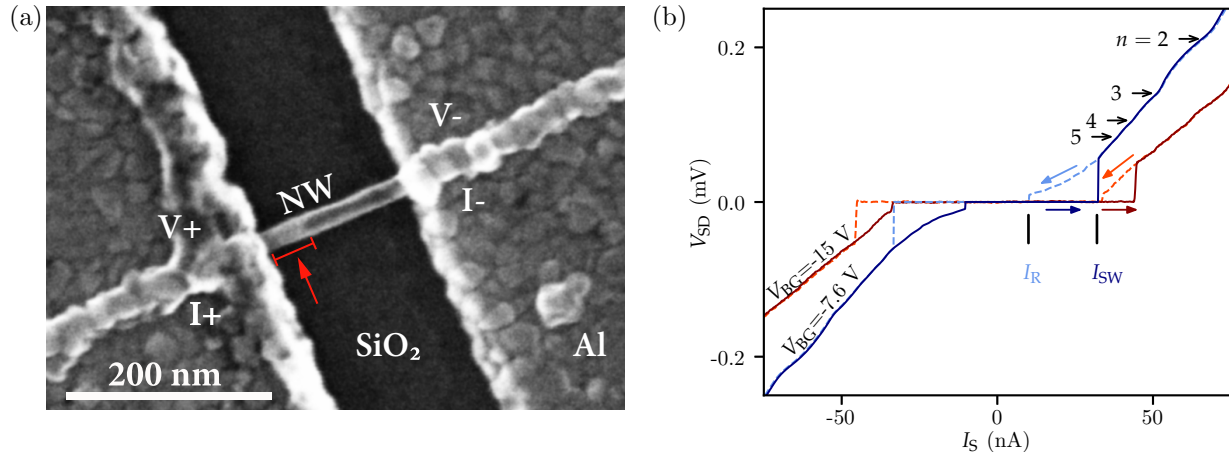 (a)
V-
NW
I-
V+
I+
SiO₂
Al
200 nm
(b)
V_SD (mV)
0.2
0.0
-0.2
n = 2
3
4
5
V_BG=-15 V
V_BG=-7.6 V
I_R
I_SW
-50
0
50
I_S (nA)